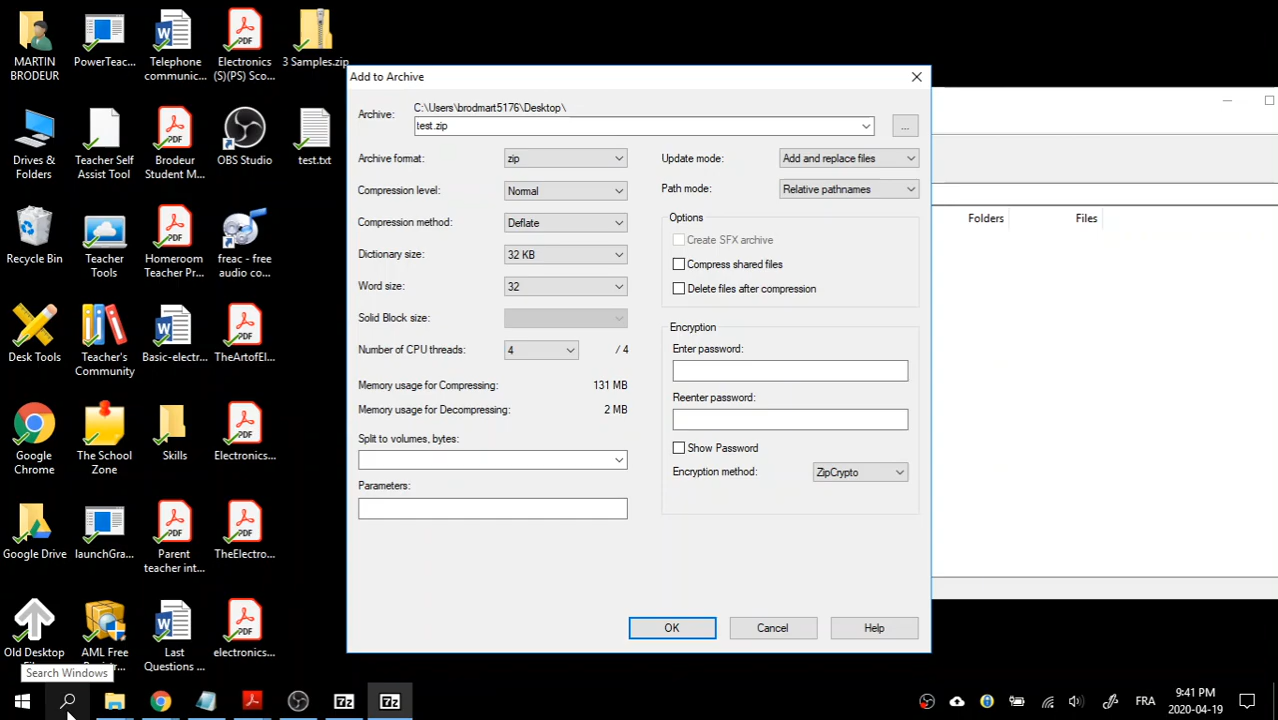 MARTIN
BRODEUR
PowerTeac...
Telephone
communic...
Electronics
(S)(PS) Sco...
3 Samples.zip
Drives &
Folders
Teacher Self
Assist Tool
Brodeur
Student M...
OBS Studio
test.txt
Recycle Bin
Teacher
Tools
Homeroom
Teacher Pr...
freac - free
audio co...
Desk Tools
Teacher's
Community
Basic-electr...
TheArtofEl...
Google
Chrome
The School
Zone
Skills
Electronics...
Google Drive
launchGra...
Parent
teacher int...
TheElectro...
Old Desktop
AML Free
Last
Questions ...
electronics...
Search Windows
Add to Archive
Archive:
C:\Users\brodmart5176\Desktop\
test.zip
...
Archive format:
zip
Compression level:
Normal
Compression method:
Deflate
Dictionary size:
32 KB
Word size:
32
Solid Block size:
Number of CPU threads:
4
/ 4
Memory usage for Compressing:
131 MB
Memory usage for Decompressing:
2 MB
Split to volumes, bytes:
Parameters:
Update mode:
Add and replace files
Path mode:
Relative pathnames
Options
Create SFX archive
Compress shared files
Delete files after compression
Encryption
Enter password:
Reenter password:
Show Password
Encryption method:
ZipCrypto
OK
Cancel
Help
Folders
Files
7z
7z
FRA
9:41 PM
2020-04-19